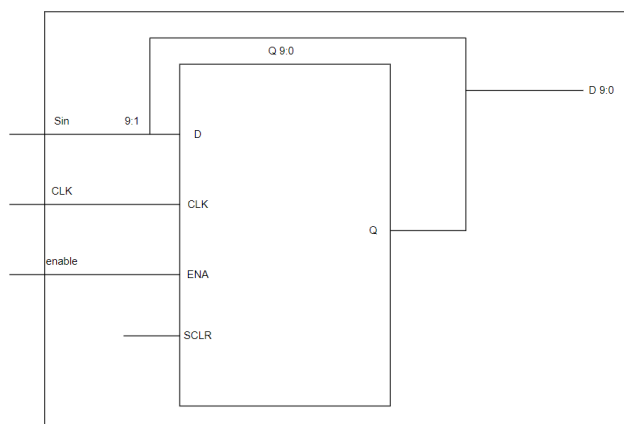 Q 9:0
D 9:0
Sin
9:1
D
CLK
CLK
Q
enable
ENA
SCLR